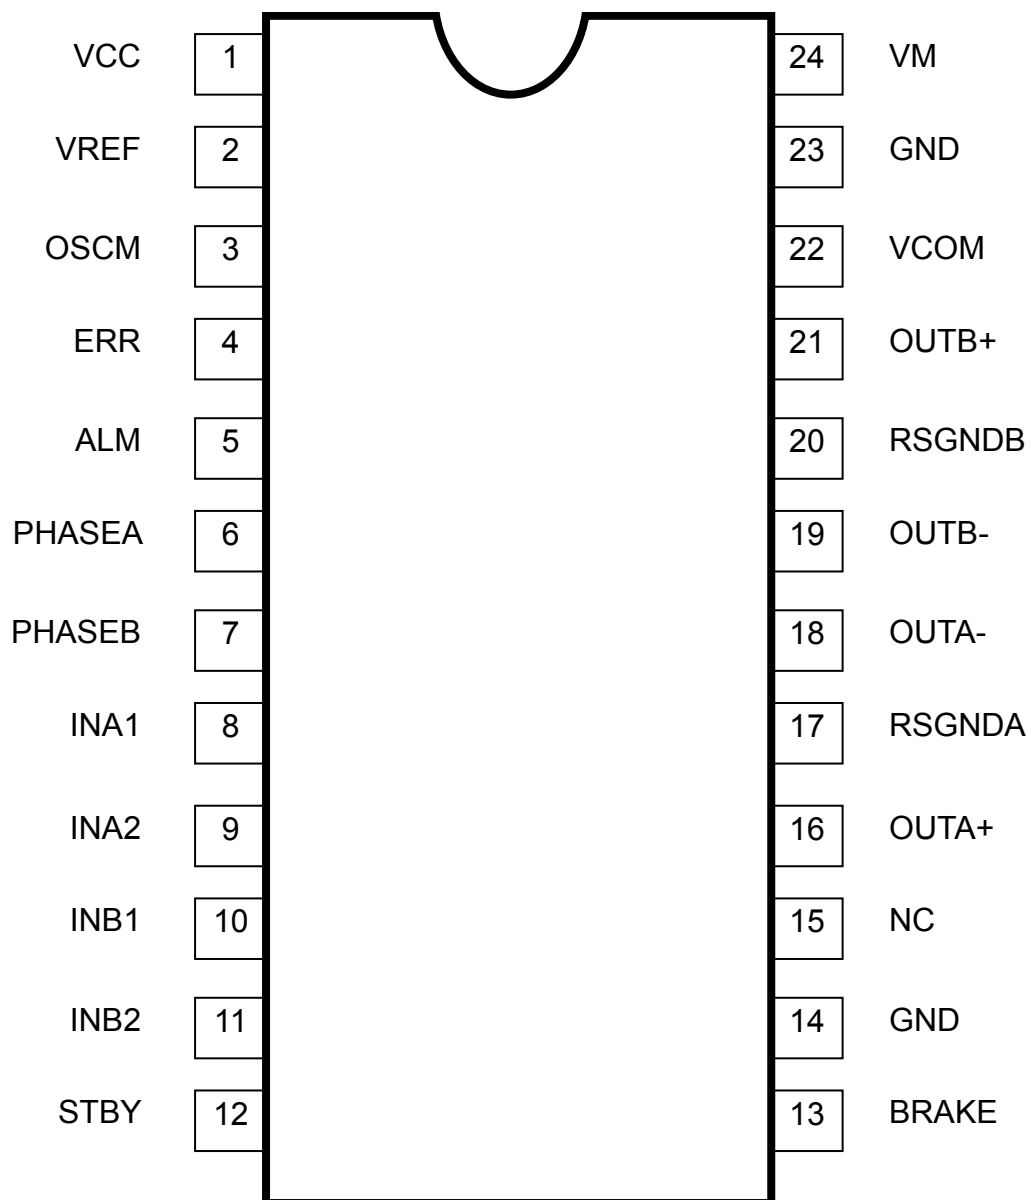 VCC 1 24 VM
VREF 2 23 GND
OSCM 3 22 VCOM
ERR 4 21 OUTB+
ALM 5 20 RSGNDB
PHASEA 6 19 OUTB-
PHASEB 7 18 OUTA-
INA1 8 17 RSGNDA
INA2 9 16 OUTA+
INB1 10 15 NC
INB2 11 14 GND
STBY 12 13 BRAKE